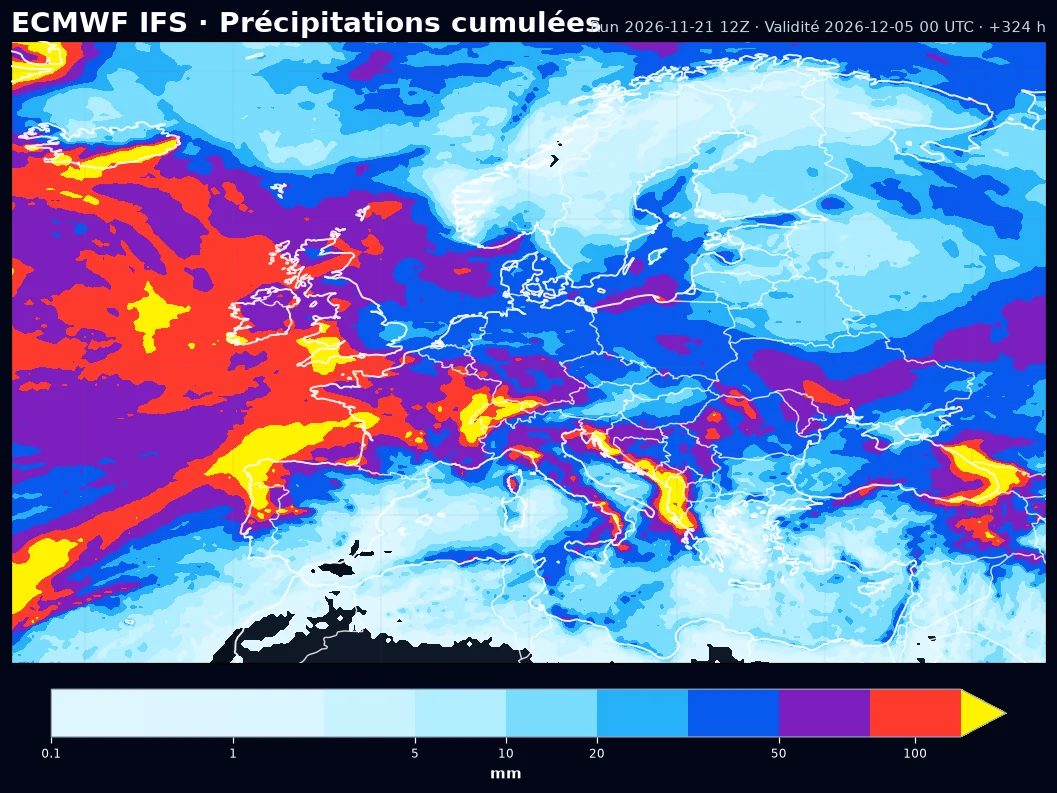 ECMWF IFS · Précipitations cumulées
Run 2026-11-21 12Z · Validité 2026-12-05 00 UTC · +324 h
0.1 1 5 10 20 50 100
mm